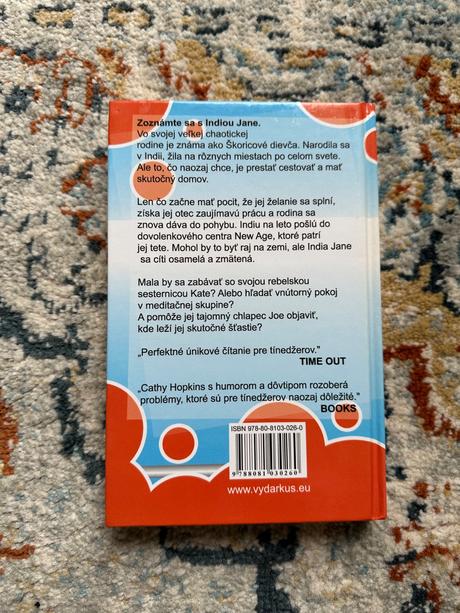 Zoznámte sa s Indiou Jane.
Vo svojej veľkej chaotickej
rodine je známa ako Škoricové dievča. Narodila sa
v Indii, žila na rôznych miestach po celom svete.
Ale to, čo naozaj chce, je prestať cestovať a mať
skutočný domov.
Len čo začne mať pocit, že jej želanie sa splní,
získa jej otec zaujímavú prácu a rodina sa
znova dáva do pohybu. Indiu na leto pošlú do
dovolenkového centra New Age, ktoré patrí
jej tete. Mohol by to byť raj na zemi, ale India Jane
sa cíti osamelá a zmätená.
Mala by sa zabávať so svojou rebelskou
sesternicou Kate? Alebo hľadať vnútorný pokoj
v meditačnej skupine?
A pomôže jej tajomný chlapec Joe objaviť,
kde leží jej skutočné šťastie?
„Perfektné únikové čítanie pre tínedžerov.”
TIME OUT
„Cathy Hopkins s humorom a dôvtipom rozoberá
problémy, ktoré sú pre tínedžerov naozaj dôležité.”
BOOKS
ISBN 978-80-8103-026-0
9 788081 030260
www.vydarkus.eu